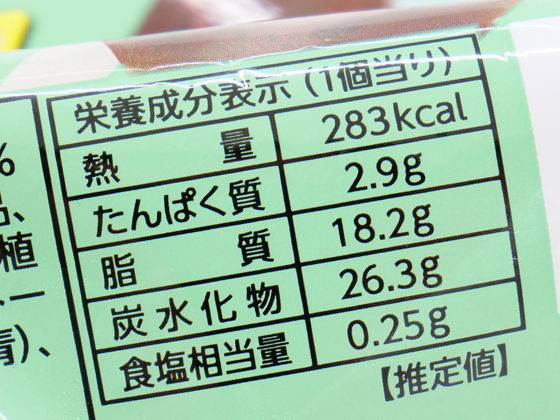 栄養成分表示(1個当り)
熱量 283kcal
たんぱく質 2.9g
脂質 18.2g
炭水化物 26.3g
食塩相当量 0.25g
【推定値】
%
植
ー
)、